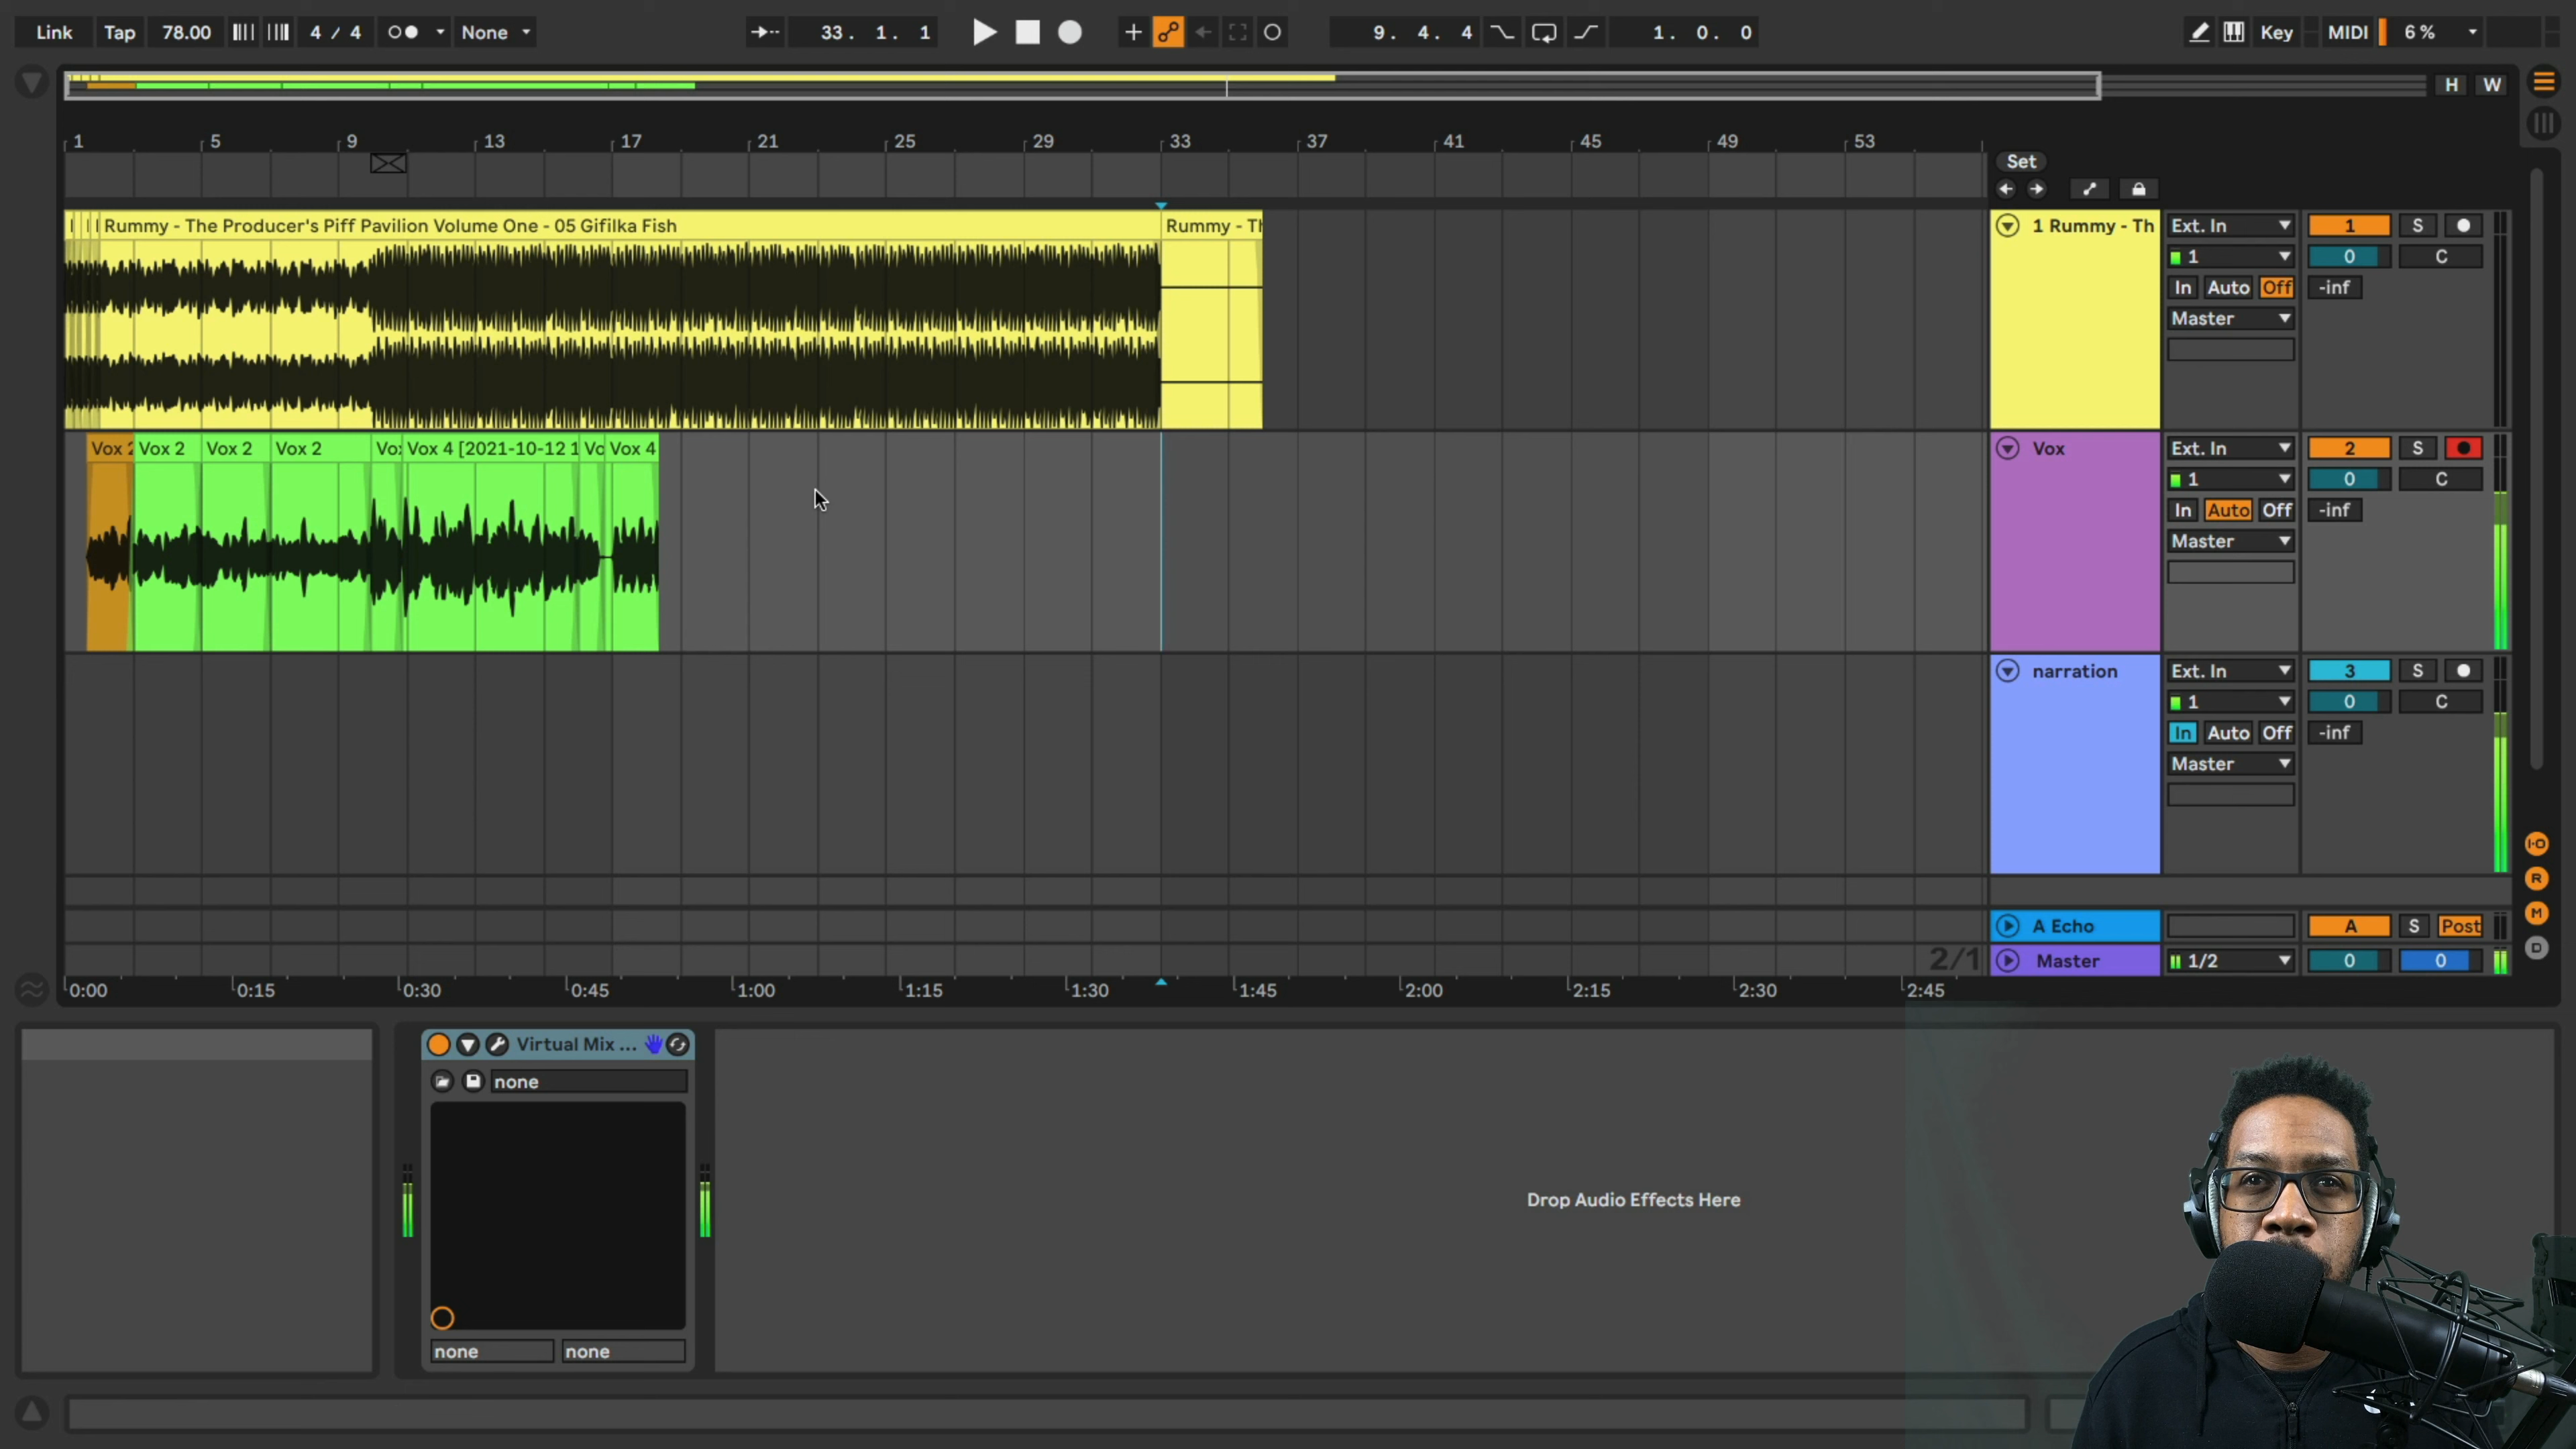 Link Tap 78.00 4 / 4 None 33. 1. 1 9. 4. 4 1. 0. 0 Key MIDI 6 %
H W
1 5 9 13 17 21 25 29 33 37 41 45 49 53
Set
Rummy - The Producer's Piff Pavilion Volume One - 05 Gifilka Fish Rummy - Th 1 Rummy - Th Ext. In 1 S
1 0 C
In Auto Off -inf
Master
Vox 2 Vox 2 Vox 2 Vox 2 Vox Vox 4 [2021-10-12 1 Vo Vox 4 Vox Ext. In 2 S
1 0 C
In Auto Off -inf
Master
narration Ext. In 3 S
1 0 C
In Auto Off -inf
Master
I·O
R
A Echo A S Post M
D
2/1 Master 1/2 0 0
0:00 0:15 0:30 0:45 1:00 1:15 1:30 1:45 2:00 2:15 2:30 2:45
Virtual Mix ...
none
Drop Audio Effects Here
none none